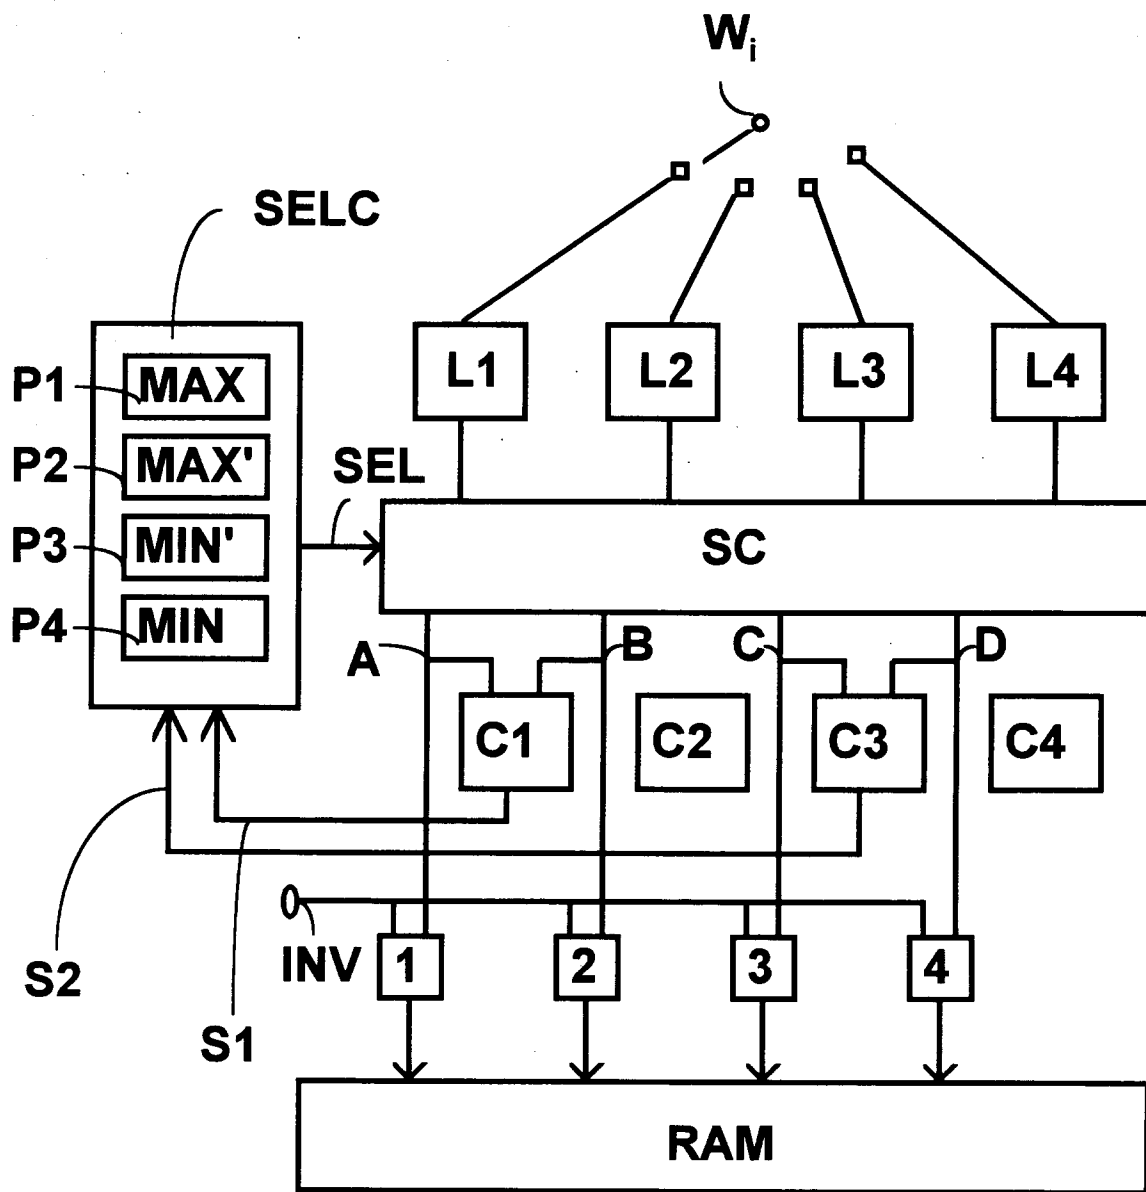 Wi
SELC
P1 MAX
L1 L2 L3 L4
P2 MAX'
SEL
P3 MIN'
SC
P4 MIN
A B C D
C1 C2 C3 C4
INV 1 2 3 4
S2
S1
RAM